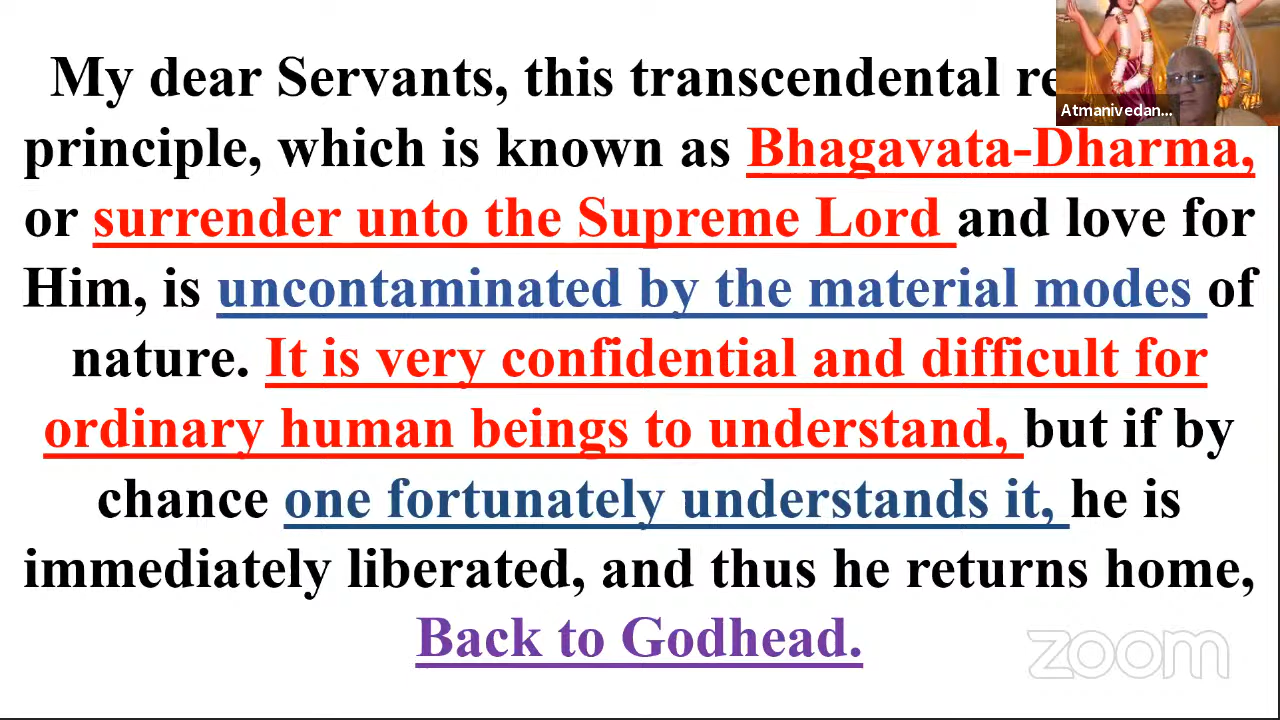 My dear Servants, this transcendental re
principle, which is known as Bhagavata-Dharma,
or surrender unto the Supreme Lord and love for
Him, is uncontaminated by the material modes of
nature. It is very confidential and difficult for
ordinary human beings to understand, but if by
chance one fortunately understands it, he is
immediately liberated, and thus he returns home,
Back to Godhead.
Atmanivedan...
zoom